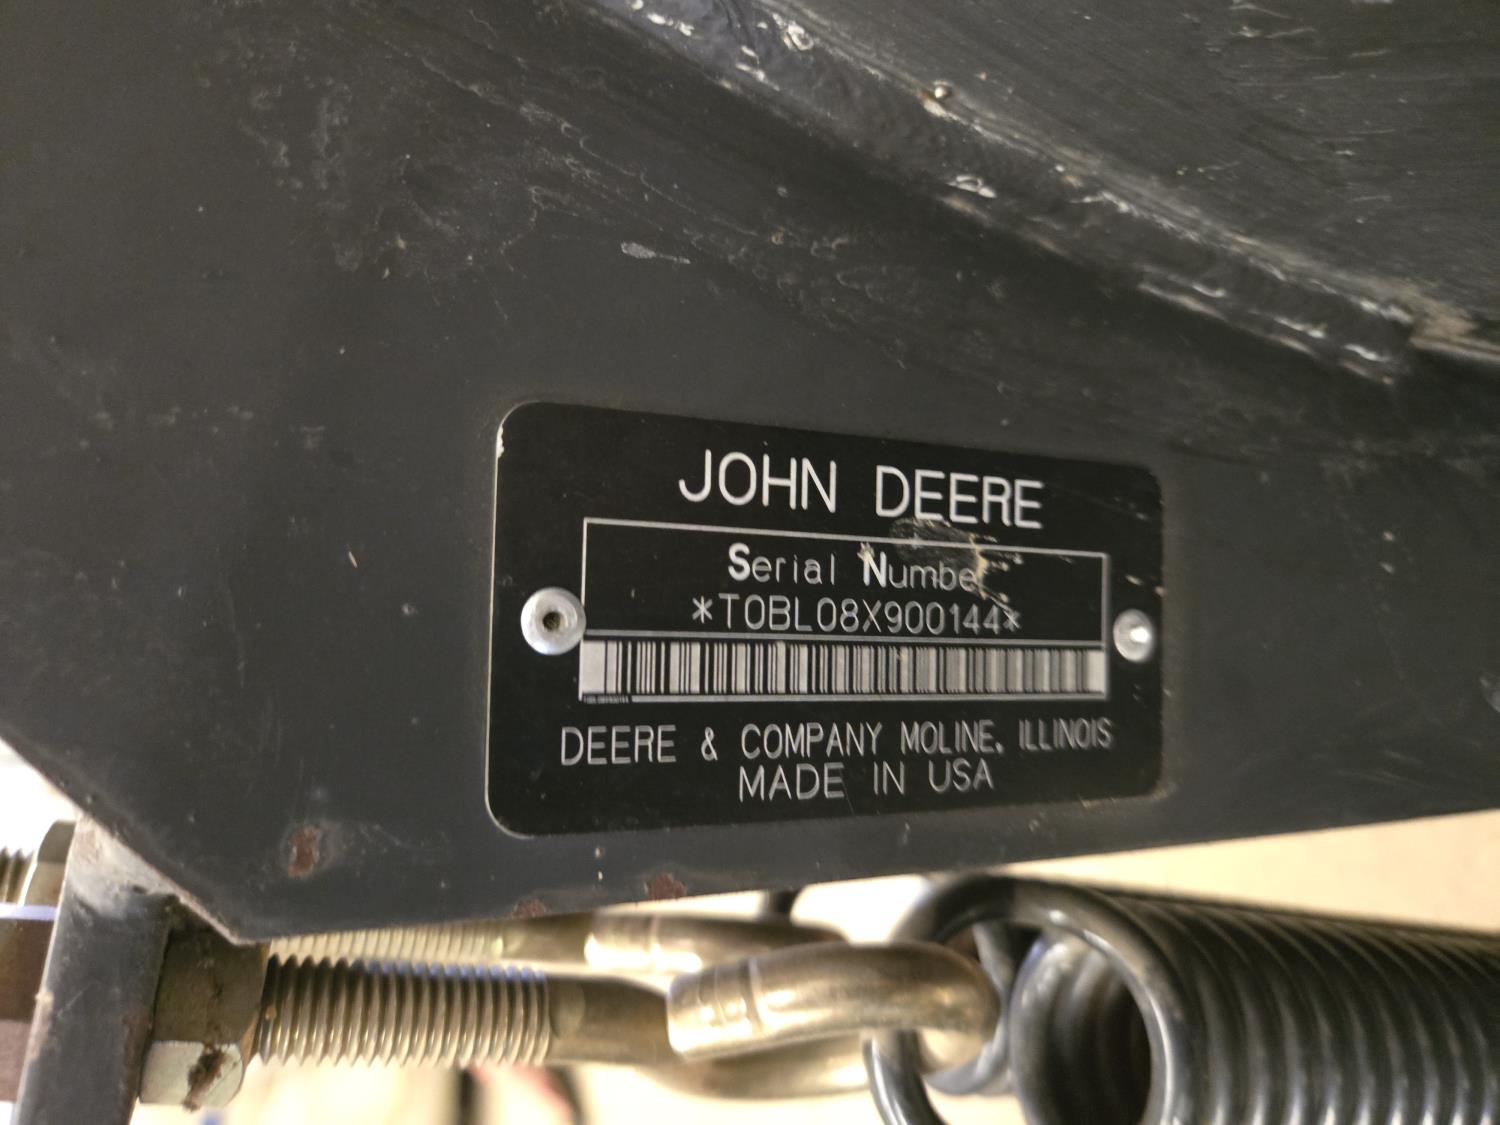 JOHN DEERE
Serial Number
*T0BL08X900144*
DEERE & COMPANY MOLINE, ILLINOIS
MADE IN USA